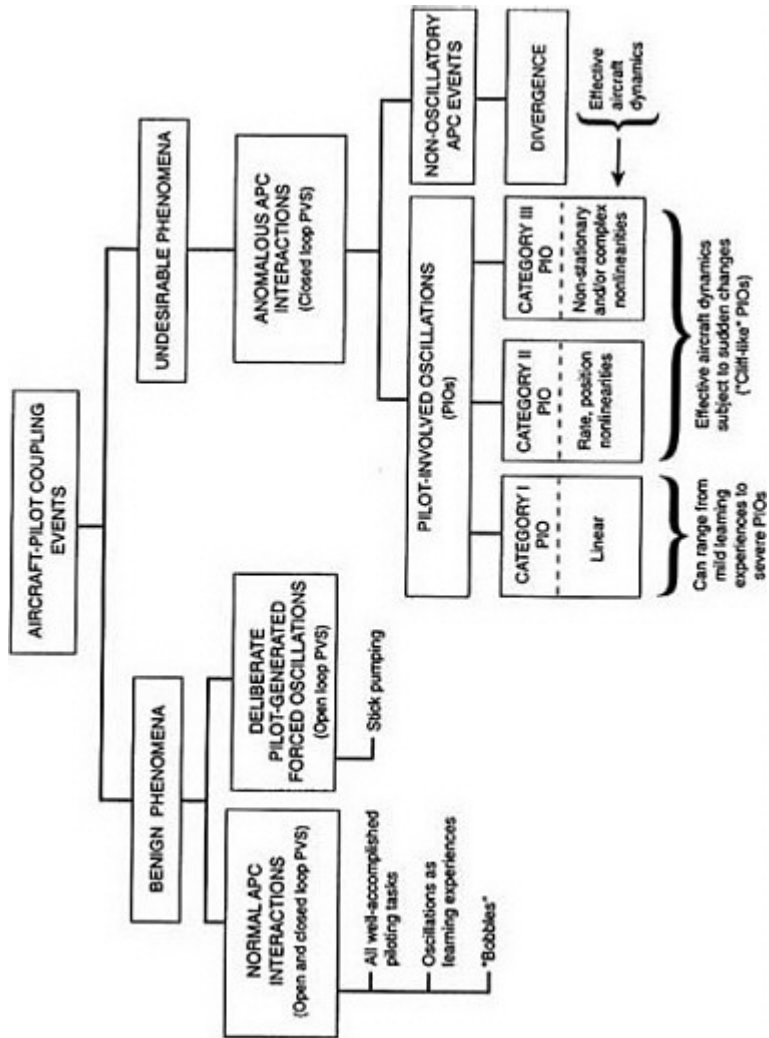 AIRCRAFT-PILOT COUPLING
EVENTS
BENIGN PHENOMENA
UNDESIRABLE PHENOMENA
NORMAL APC
INTERACTIONS
(Open and closed loop PVS)
All well-accomplished
piloting tasks
Oscillations as
learning experiences
"Bobbles"
DELIBERATE
PILOT-GENERATED
FORCED OSCILLATIONS
(Open loop PVS)
Stick pumping
ANOMALOUS APC
INTERACTIONS
(Closed loop PVS)
PILOT-INVOLVED OSCILLATIONS
(PIOs)
NON-OSCILLATORY
APC EVENTS
CATEGORY I
PIO
Linear
CATEGORY II
PIO
Rate, position
nonlinearities
CATEGORY III
PIO
Non-stationary
and/or complex
nonlinearities
DIVERGENCE
Effective
aircraft
dynamics
Can range from
mild learning
experiences to
severe PIOs
Effective aircraft dynamics
subject to sudden changes
("Cliff-like" PIOs)